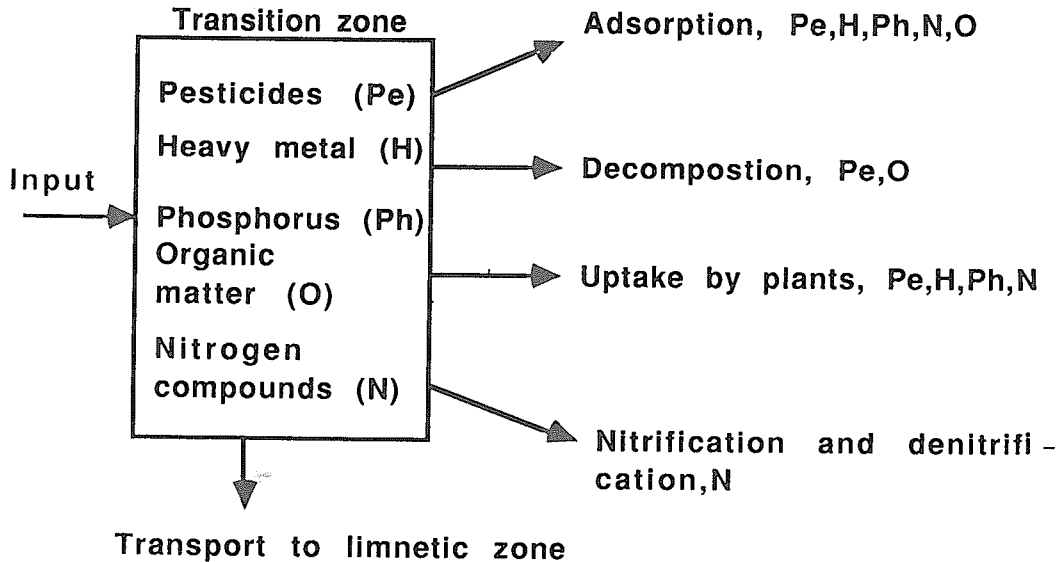 Transition zone
Adsorption, Pe,H,Ph,N,O
Pesticides (Pe)
Heavy metal (H)
Decompostion, Pe,O
Input
Phosphorus (Ph)
Organic
matter (O)
Uptake by plants, Pe,H,Ph,N
Nitrogen
compounds (N)
Nitrification and denitrifi-
cation,N
Transport to limnetic zone